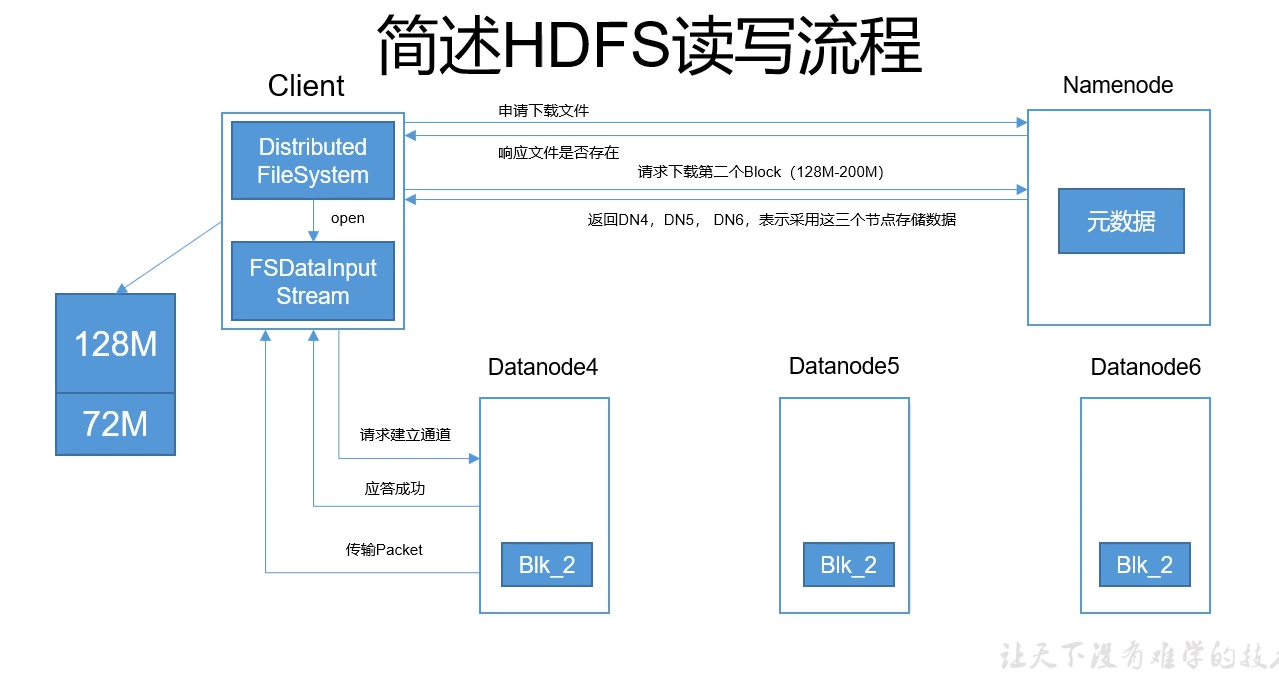 简述HDFS读写流程
Client
Namenode
Distributed
FileSystem
申请下载文件
响应文件是否存在
请求下载第二个Block（128M-200M）
返回DN4，DN5， DN6，表示采用这三个节点存储数据
元数据
open
FSDataInput
Stream
128M
72M
Datanode4
Datanode5
Datanode6
请求建立通道
应答成功
传输Packet
Blk_2
Blk_2
Blk_2
让天下没有难学的技